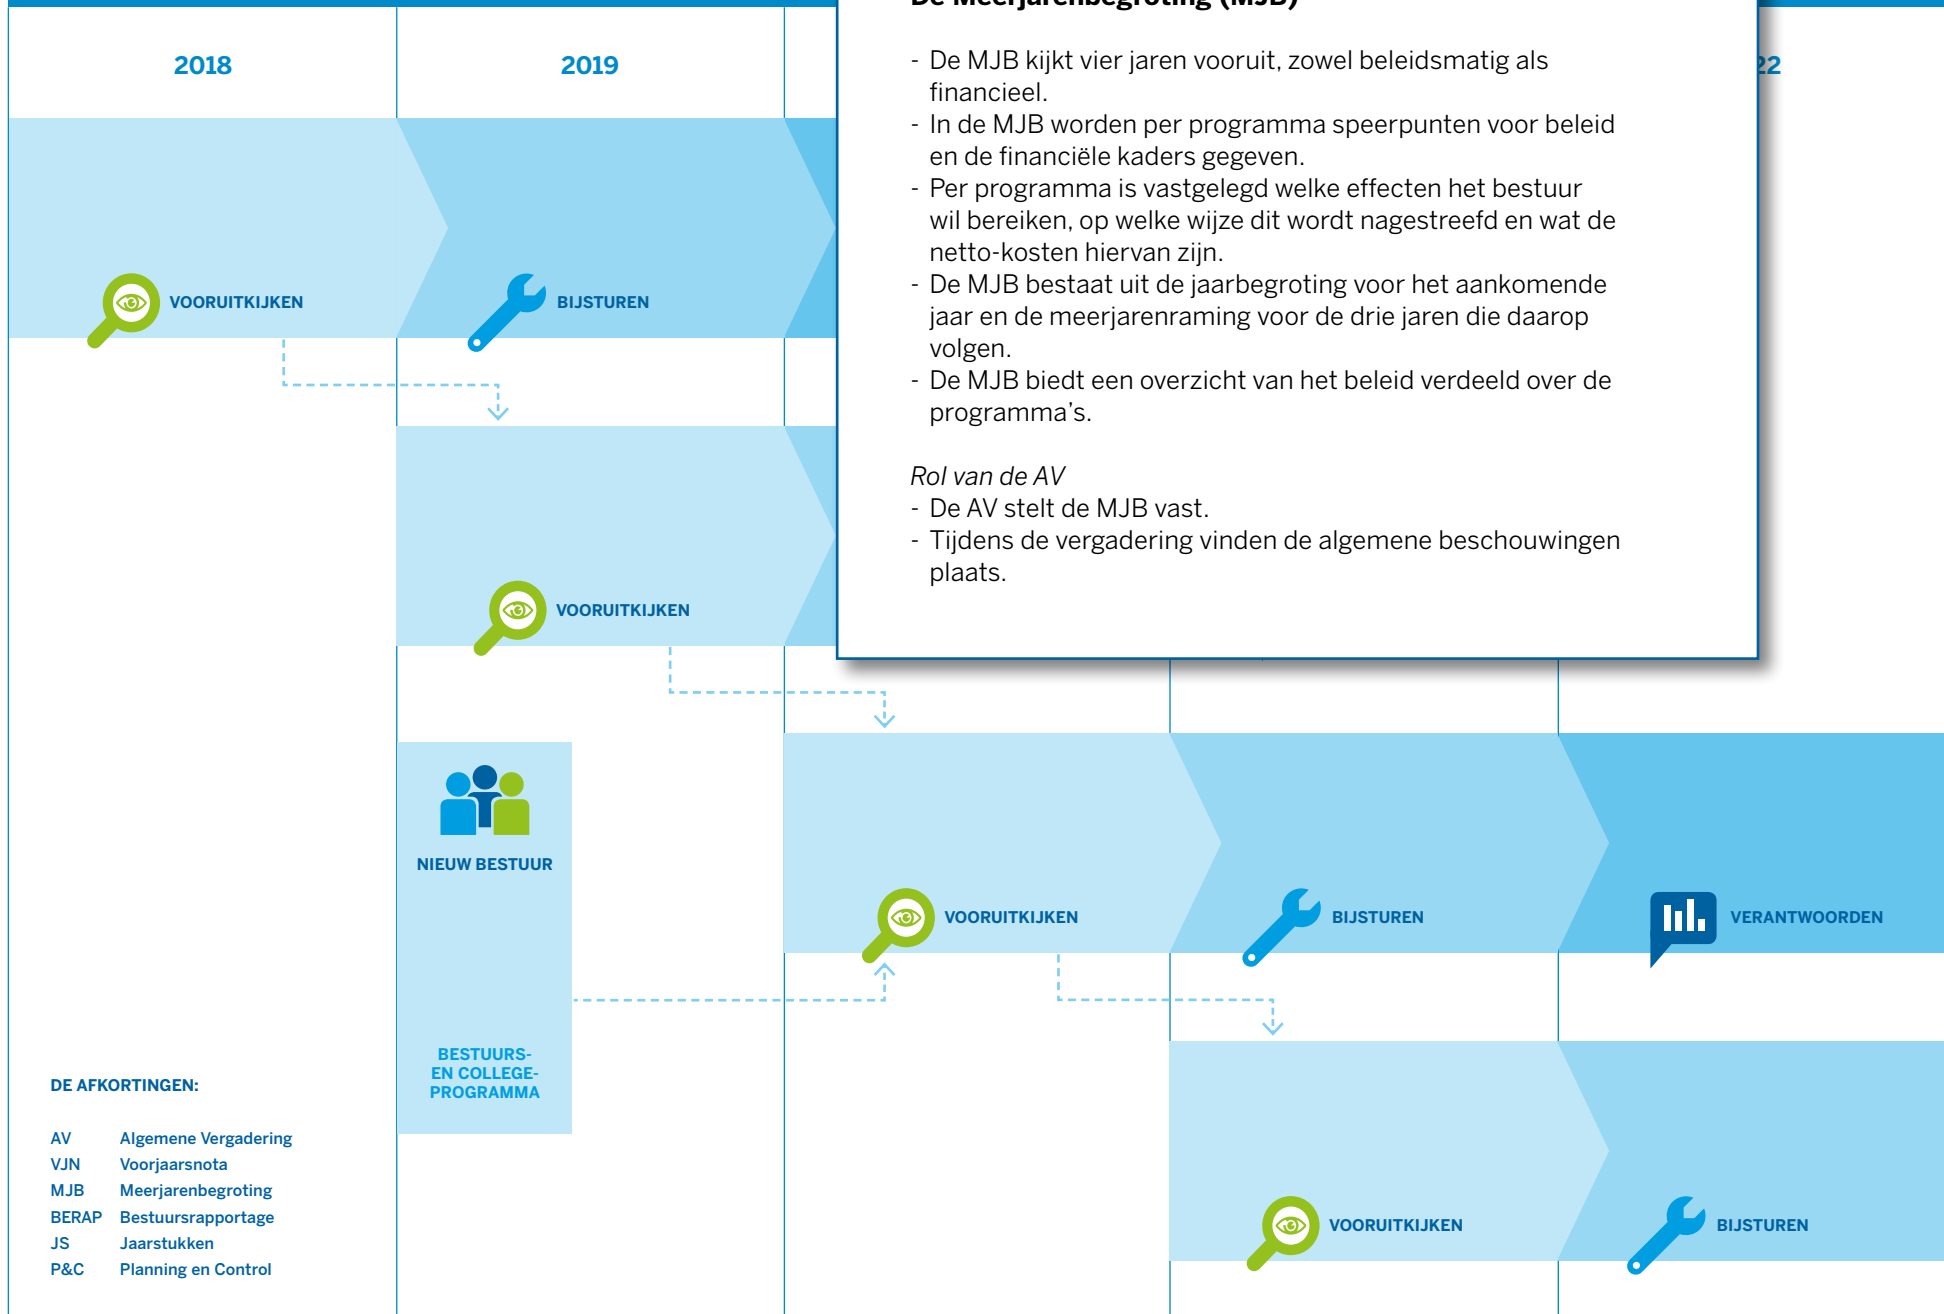 De Meerjarenbegroting (MJB)
2018
2019
22
- De MJB kijkt vier jaren vooruit, zowel beleidsmatig als
financieel.
- In de MJB worden per programma speerpunten voor beleid
en de financiële kaders gegeven.
- Per programma is vastgelegd welke effecten het bestuur
wil bereiken, op welke wijze dit wordt nagestreefd en wat de
netto-kosten hiervan zijn.
- De MJB bestaat uit de jaarbegroting voor het aankomende
jaar en de meerjarenraming voor de drie jaren die daarop
volgen.
- De MJB biedt een overzicht van het beleid verdeeld over de
programma's.
Rol van de AV
- De AV stelt de MJB vast.
- Tijdens de vergadering vinden de algemene beschouwingen
plaats.
VOORUITKIJKEN
BIJSTUREN
VOORUITKIJKEN
NIEUW BESTUUR
BESTUURS-
EN COLLEGE-
PROGRAMMA
VOORUITKIJKEN
BIJSTUREN
VERANTWOORDEN
VOORUITKIJKEN
BIJSTUREN
DE AFKORTINGEN:
AV Algemene Vergadering
VJN Voorjaarsnota
MJB Meerjarenbegroting
BERAP Bestuursrapportage
JS Jaarstukken
P&C Planning en Control